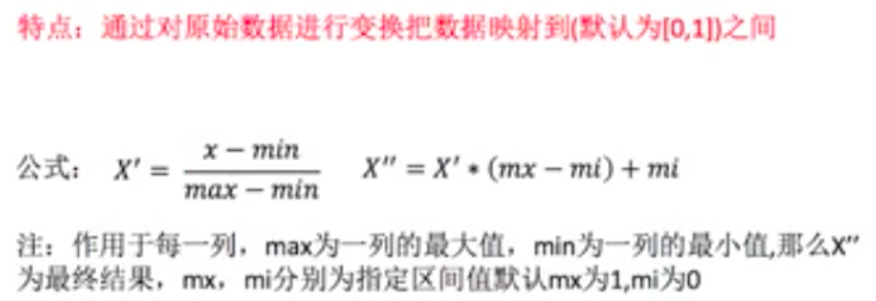 特点：通过对原始数据进行变换把数据映射到(默认为[0,1])之间
公式： X' = (x − min) / (max − min)   X'' = X' * (mx − mi) + mi
注：作用于每一列，max为一列的最大值，min为一列的最小值,那么X''
为最终结果，mx，mi分别为指定区间值默认mx为1,mi为0